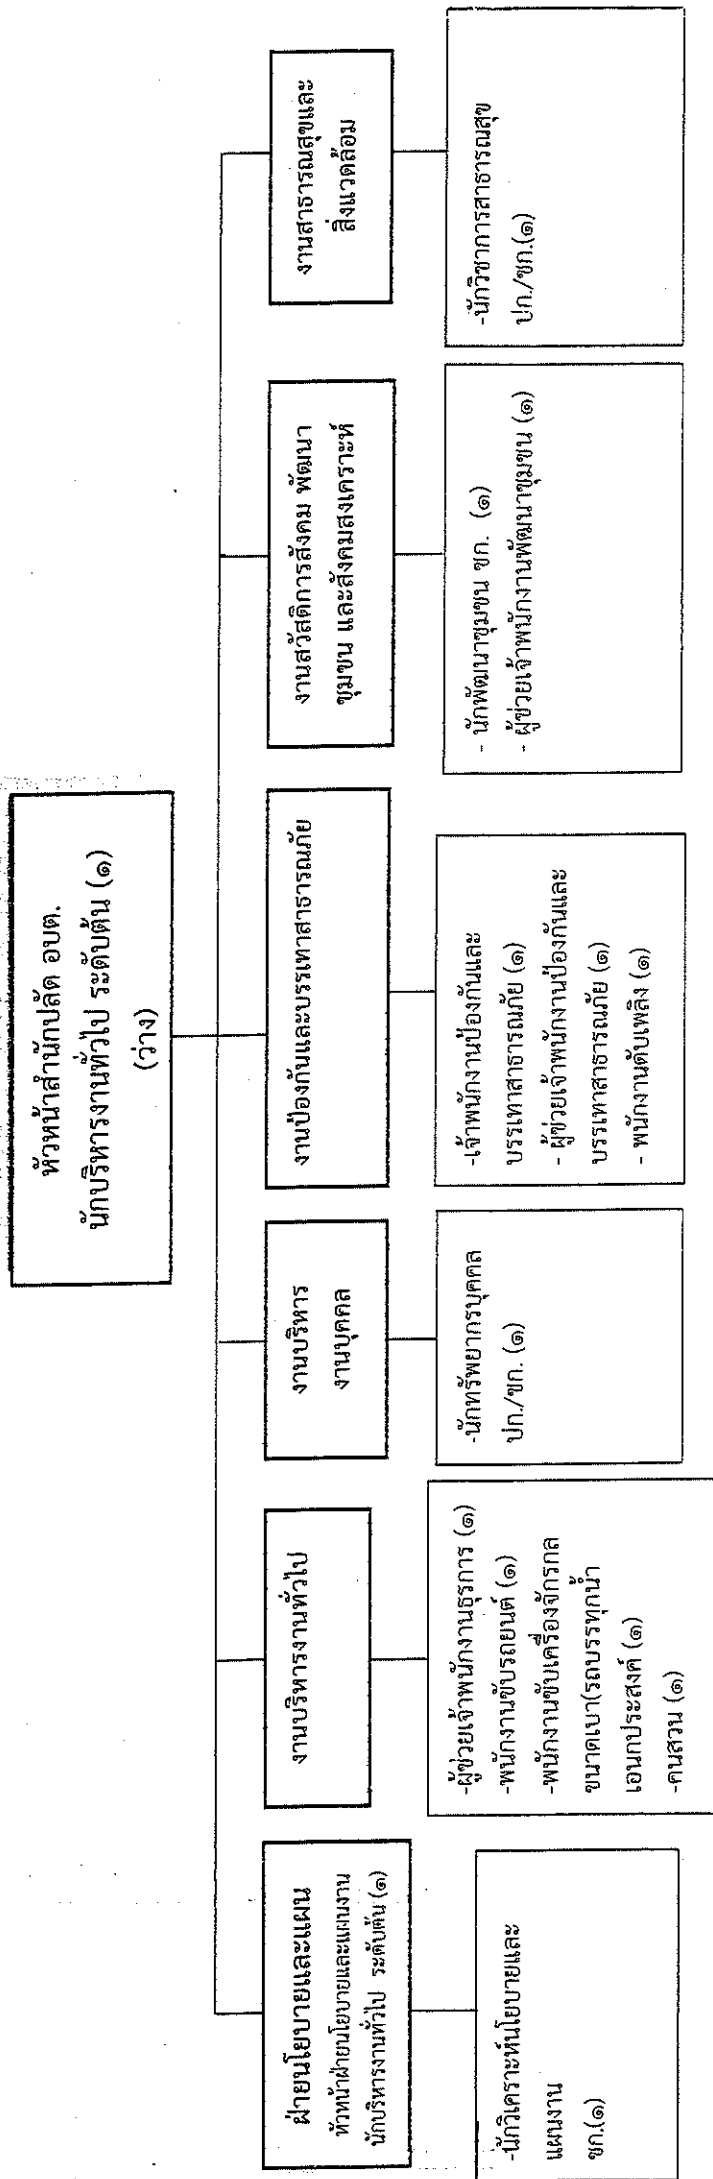 หัวหน้าสำนักปลัด อบต.
นักบริหารงานทั่วไป ระดับต้น (๑)
(ว่าง)
ฝ่ายนโยบายและแผน
หัวหน้าฝ่ายนโยบายและแผนงาน
นักบริหารงานทั่วไป ระดับต้น (๑)
-นักวิเคราะห์นโยบายและ
แผนงาน
ชก.(๑)
งานบริหารงานทั่วไป
-ผู้ช่วยเจ้าพนักงานธุรการ (๑)
-พนักงานขับรถยนต์ (๑)
-พนักงานขับเครื่องจักรกล
ขนาดเบา(รถบรรทุกน้ำ
เอนกประสงค์ (๑)
-คนสวน (๑)
งานบริหาร
งานบุคคล
-นักทรัพยากรบุคคล
ปก./ชก. (๑)
งานป้องกันและบรรเทาสาธารณภัย
-เจ้าพนักงานป้องกันและ
บรรเทาสาธารณภัย (๑)
- ผู้ช่วยเจ้าพนักงานป้องกันและ
บรรเทาสาธารณภัย (๑)
- พนักงานดับเพลิง (๑)
งานสวัสดิการสังคม พัฒนา
ชุมชน และสังคมสงเคราะห์
- นักพัฒนาชุมชน ชก. (๑)
- ผู้ช่วยเจ้าพนักงานพัฒนาชุมชน (๑)
งานสาธารณสุขและ
สิ่งแวดล้อม
-นักวิชาการสาธารณสุข
ปก./ชก.(๑)